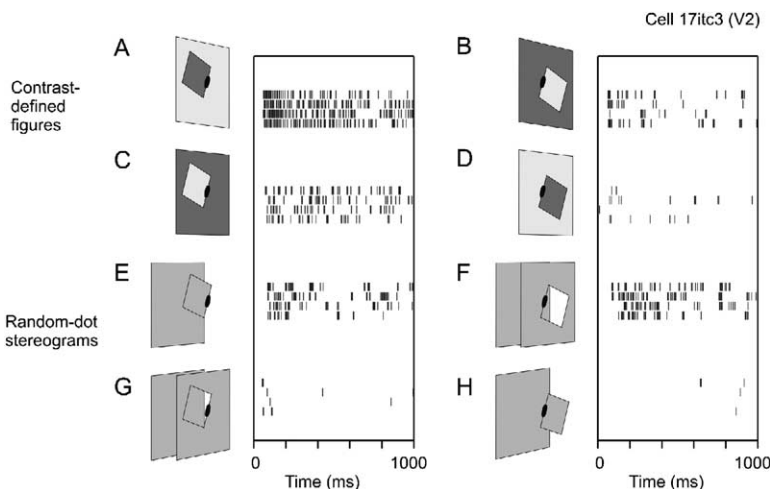 Cell 17itc3 (V2)
A
B
Contrast-
defined
figures
C
D
E
F
Random-dot
stereograms
G
H
0 1000
Time (ms)
0 1000
Time (ms)